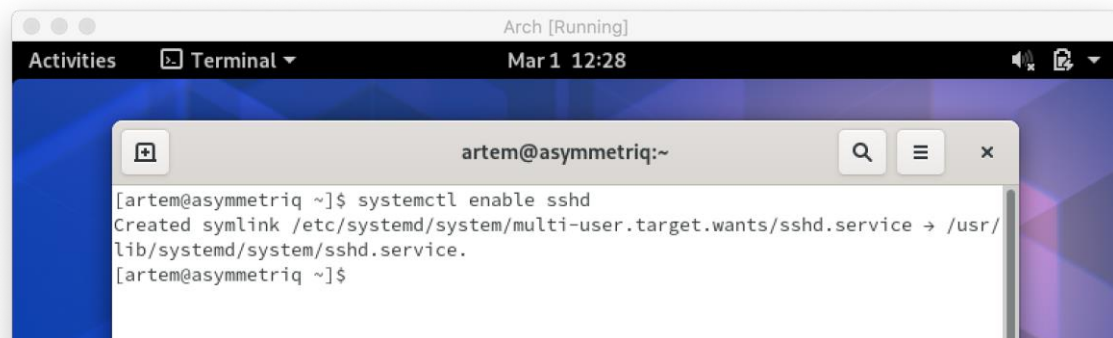 Arch [Running]
Activities Terminal Mar 1 12:28
artem@asymmetriq:~
[artem@asymmetriq ~]$ systemctl enable sshd
Created symlink /etc/systemd/system/multi-user.target.wants/sshd.service → /usr/
lib/systemd/system/sshd.service.
[artem@asymmetriq ~]$